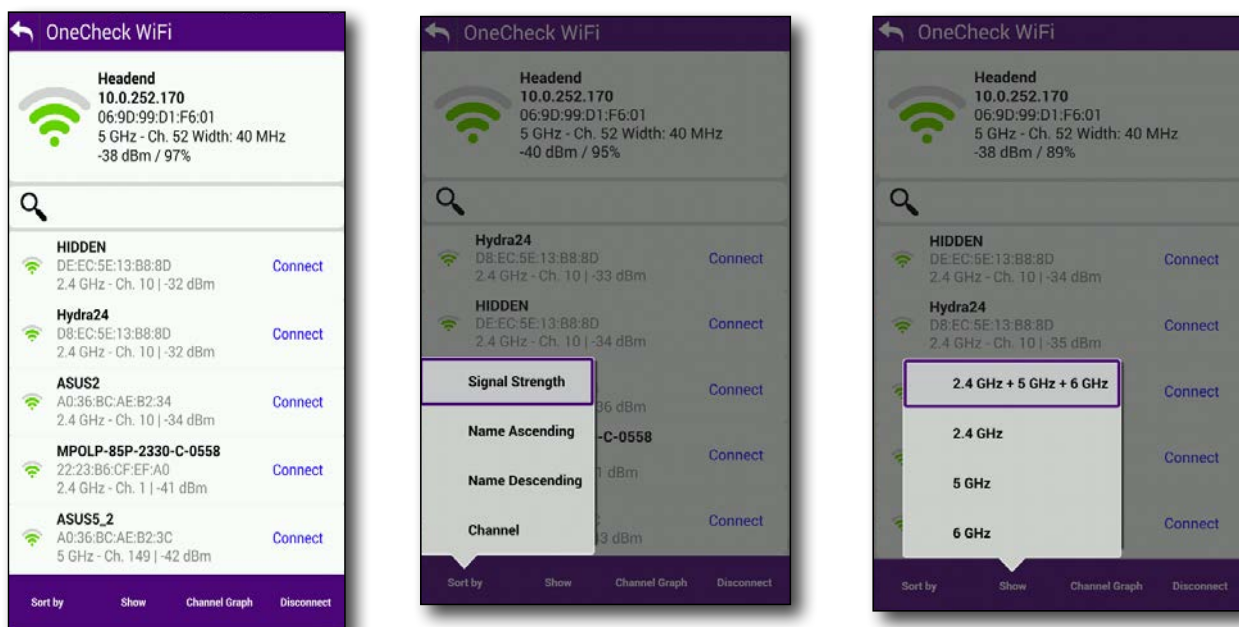 OneCheck WiFi
Headend
10.0.252.170
06:9D:99:D1:F6:01
5 GHz - Ch. 52 Width: 40 MHz
-38 dBm / 97%
HIDDEN
DE:EC:5E:13:B8:8D
2.4 GHz - Ch. 10 | -32 dBm
Connect
Hydra24
D8:EC:5E:13:B8:8D
2.4 GHz - Ch. 10 | -32 dBm
Connect
ASUS2
A0:36:BC:AE:B2:34
2.4 GHz - Ch. 10 | -34 dBm
Connect
MPOLP-85P-2330-C-0558
22:23:B6:CF:EF:A0
2.4 GHz - Ch. 1 | -41 dBm
Connect
ASUS5_2
A0:36:BC:AE:B2:3C
5 GHz - Ch. 149 | -42 dBm
Connect
Sort by Show Channel Graph Disconnect
OneCheck WiFi
Headend
10.0.252.170
06:9D:99:D1:F6:01
5 GHz - Ch. 52 Width: 40 MHz
-40 dBm / 95%
Hydra24
D8:EC:5E:13:B8:8D
2.4 GHz - Ch. 10 | -33 dBm
Connect
HIDDEN
DE:EC:5E:13:B8:8D
2.4 GHz - Ch. 10 | -34 dBm
Connect
Signal Strength
Name Ascending
Name Descending
Channel
36 dBm
-C-0558
1 dBm
Connect
3 dBm
Connect
Sort by Show Channel Graph Disconnect
OneCheck WiFi
Headend
10.0.252.170
06:9D:99:D1:F6:01
5 GHz - Ch. 52 Width: 40 MHz
-38 dBm / 89%
HIDDEN
DE:EC:5E:13:B8:8D
2.4 GHz - Ch. 10 | -34 dBm
Connect
Hydra24
D8:EC:5E:13:B8:8D
2.4 GHz - Ch. 10 | -35 dBm
Connect
2.4 GHz + 5 GHz + 6 GHz
2.4 GHz
5 GHz
6 GHz
Connect
Connect
Connect
Sort by Show Channel Graph Disconnect